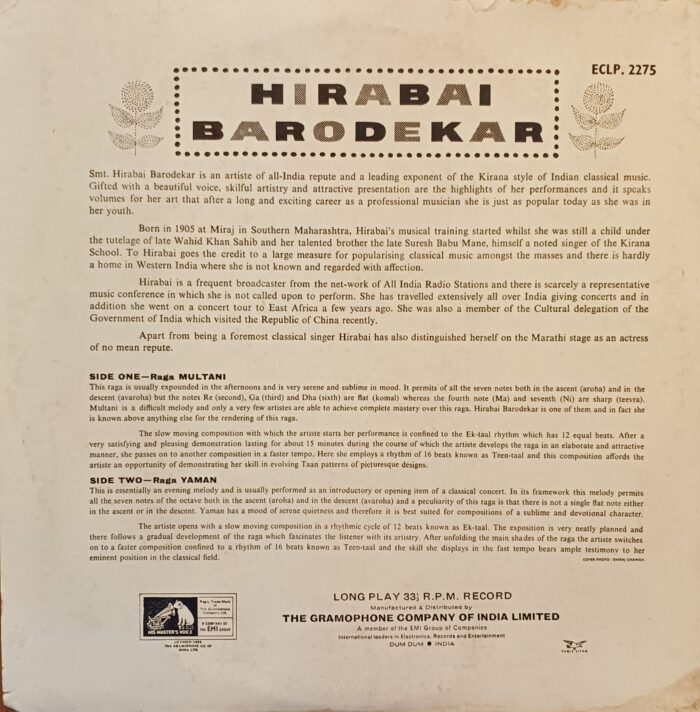 ECLP. 2275
HIRABAI
BARODEKAR
Smt. Hirabai Barodekar is an artiste of all-India repute and a leading exponent of the Kirana style of Indian classical music.
Gifted with a beautiful voice, skilful artistry and attractive presentation are the highlights of her performances and it speaks
volumes for her art that after a long and exciting career as a professional musician she is just as popular today as she was in
her youth.
Born in 1905 at Miraj in Southern Maharashtra, Hirabai's musical training started whilst she was still a child under
the tutelage of late Wahid Khan Sahib and her talented brother the late Suresh Babu Mane, himself a noted singer of the Kirana
School. To Hirabai goes the credit to a large measure for popularising classical music amongst the masses and there is hardly
a home in Western India where she is not known and regarded with affection.
Hirabai is a frequent broadcaster from the net-work of All India Radio Stations and there is scarcely a representative
music conference in which she is not called upon to perform. She has travelled extensively all over India giving concerts and in
addition she went on a concert tour to East Africa a few years ago. She was also a member of the Cultural delegation of the
Government of India which visited the Republic of China recently.
Apart from being a foremost classical singer Hirabai has also distinguished herself on the Marathi stage as an actress
of no mean repute.
SIDE ONE—Raga MULTANI
This raga is usually expounded in the afternoons and is very serene and sublime in mood. It permits of all the seven notes both in the ascent (aroha) and in the
descent (avaroha) but the notes Re (second), Ga (third) and Dha (sixth) are flat (komal) whereas the fourth note (Ma) and seventh (Ni) are sharp (teevra).
Multani is a difficult melody and only a very few artistes are able to achieve complete mastery over this raga. Hirabai Barodekar is one of them and in fact she
is known above anything else for the rendering of this raga.
The slow moving composition with which the artiste starts her performance is confined to the Ek-taal rhythm which has 12 equal beats. After a
very satisfying and pleasing demonstration lasting for about 15 minutes during the course of which the artiste develops the raga in an elaborate and attractive
manner, she passes on to another composition in a faster tempo. Here she employs a rhythm of 16 beats known as Teen-taal and this composition affords the
artiste an opportunity of demonstrating her skill in evolving Taan patterns of picturesque designs.
SIDE TWO—Raga YAMAN
This is essentially an evening melody and is usually performed as an introductory or opening item of a classical concert. In its framework this melody permits
all the seven notes of the octave both in the ascent (aroha) and in the descent (avaroha) and a peculiarity of this raga is that there is not a single flat note either
in the ascent or in the descent. Yaman has a mood of serene quietness and therefore it is best suited for compositions of a sublime and devotional character.
The artiste opens with a slow moving composition in a rhythmic cycle of 12 beats known as Ek-taal. The exposition is very neatly planned and
there follows a gradual development of the raga which fascinates the listener with its artistry. After unfolding the main shades of the raga the artiste switches
on to a faster composition confined to a rhythm of 16 beats known as Teen-taal and the skill she displays in the fast tempo bears ample testimony to her
eminent position in the classical field.
COVER PHOTO : DHIRAJ CHAWDA
LONG PLAY 33⅓ R.P.M. RECORD
Manufactured & Distributed by
THE GRAMOPHONE COMPANY OF INDIA LIMITED
A member of the EMI Group of Companies
International leaders in Electronics, Records and Entertainment
DUM DUM ● INDIA
Regd. Trade Mark of
The Gramophone
Company Ltd.
A COMPANY OF
THE EMI GROUP
HIS MASTER'S VOICE
THE GRAMOPHONE CO. OF
INDIA LTD.